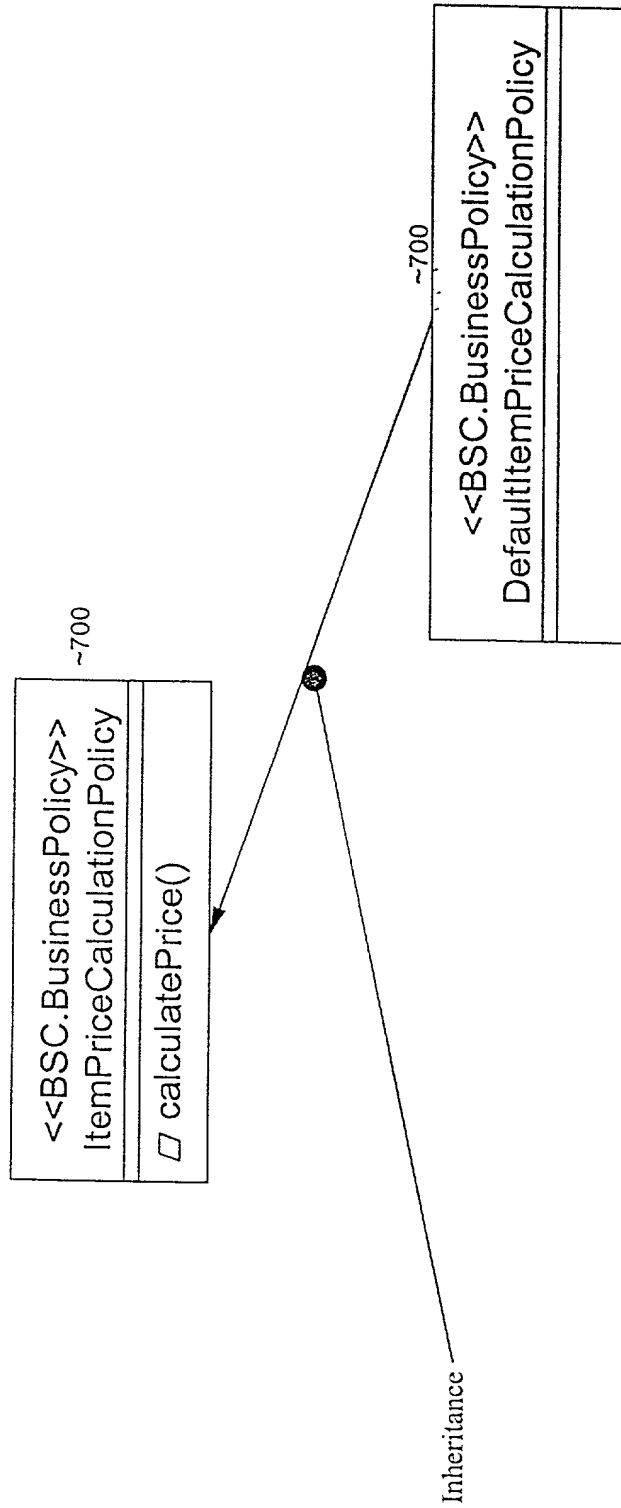 <<BSC.BusinessPolicy>>
ItemPriceCalculationPolicy
calculatePrice()
~700
Inheritance
~700
<<BSC.BusinessPolicy>>
DefaultItemPriceCalculationPolicy